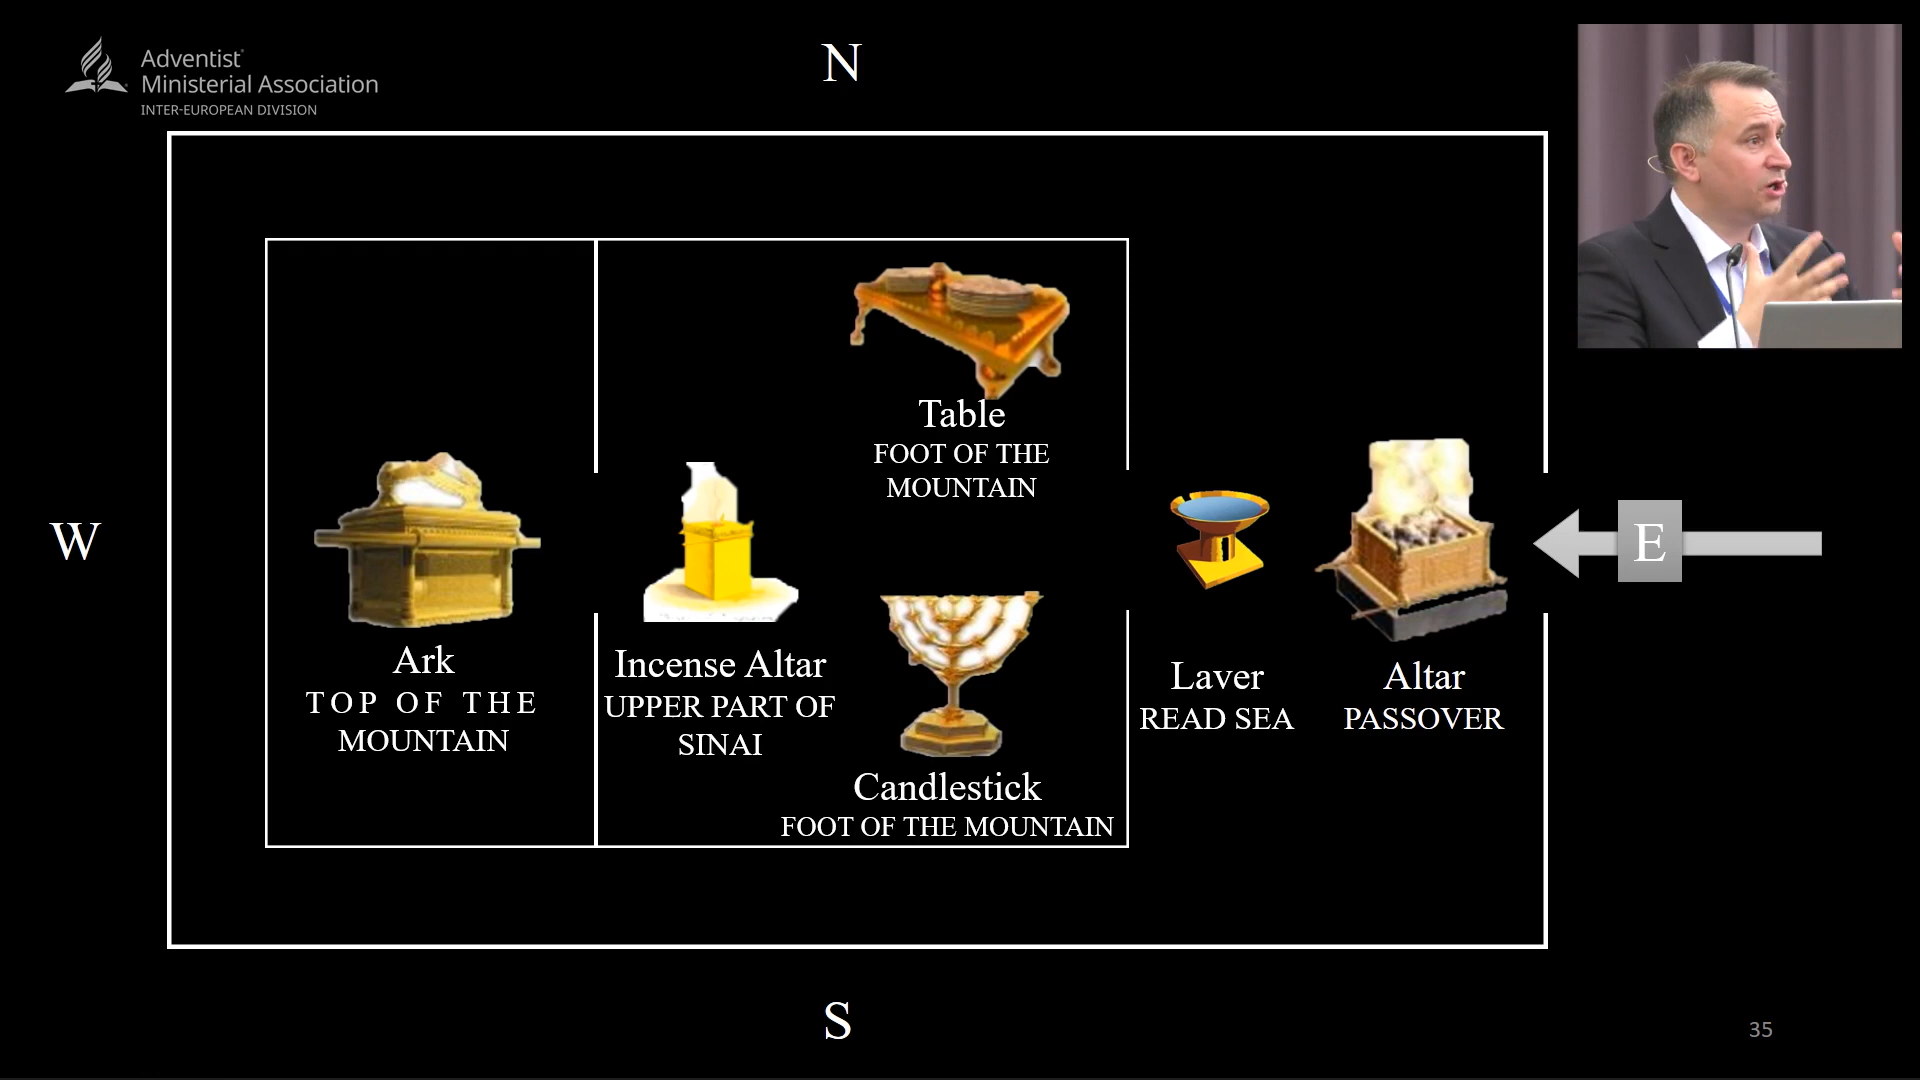 Adventist
Ministerial Association
INTER-EUROPEAN DIVISION
N
W
E
S
Table
FOOT OF THE
MOUNTAIN
Ark
TOP OF THE
MOUNTAIN
Incense Altar
UPPER PART OF
SINAI
Candlestick
FOOT OF THE MOUNTAIN
Laver
READ SEA
Altar
PASSOVER
35